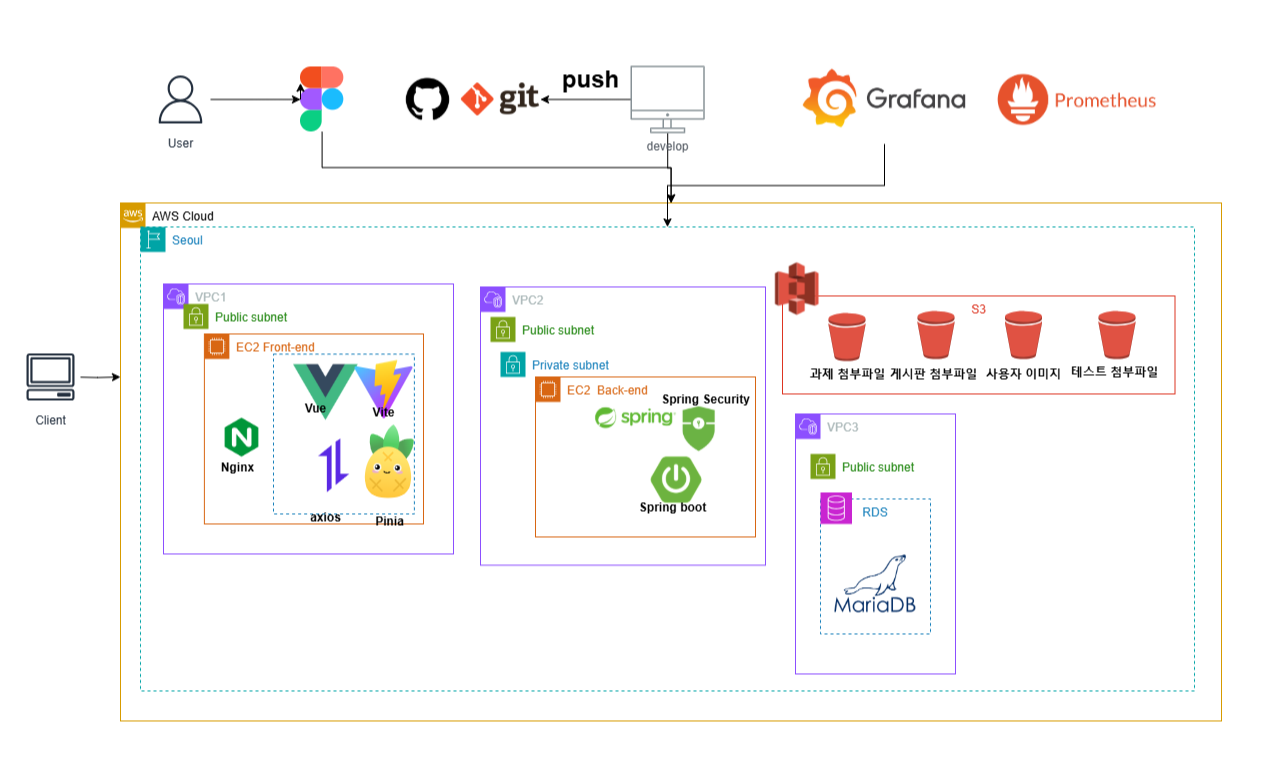 User
git
push
develop
Grafana
Prometheus
aws
AWS Cloud
Seoul
Client
VPC1
Public subnet
EC2 Front-end
Vue
Vite
Nginx
axios
Pinia
VPC2
Public subnet
Private subnet
EC2 Back-end
Spring Security
spring
Spring boot
S3
과제 첨부파일
게시판 첨부파일
사용자 이미지
테스트 첨부파일
VPC3
Public subnet
RDS
MariaDB